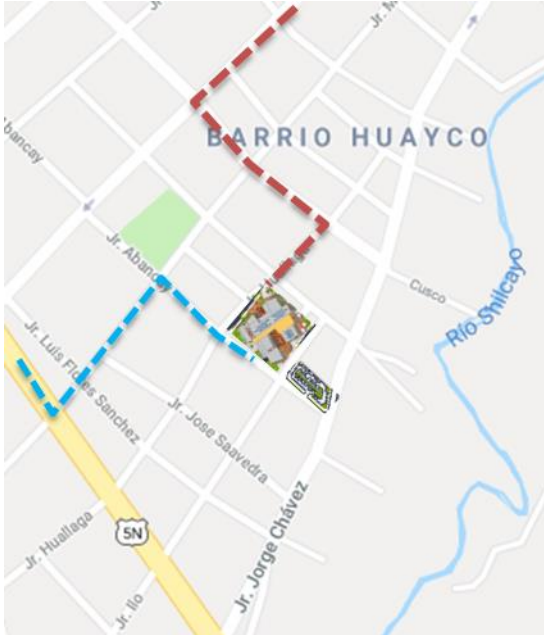 Jr. M
BARRIO HUAYCO
Abancay
Jr. Abancay
Cusco
Río Shilcayo
Jr. Luis Flores Sanchez
Jr. Jose Saavedra
5N
Jr. Huallaga
Jr. Ilo
Jr. Jorge Chávez